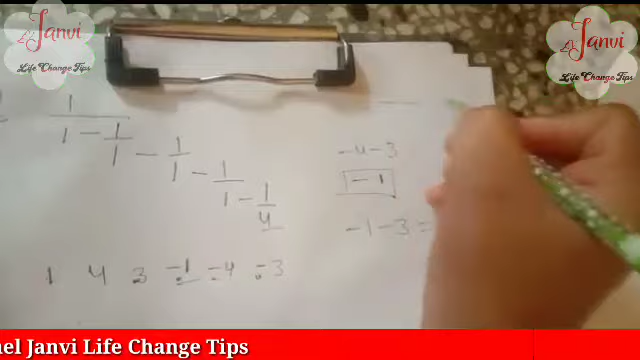 Janvi
Life Change Tips
Janvi
Life Change Tips
1
1 - 1/1 - 1/1 - 1/1 - 1/4
-4-3
-1
-1-3=
1 4 3 -1 -4 -3
nel Janvi Life Change Tips